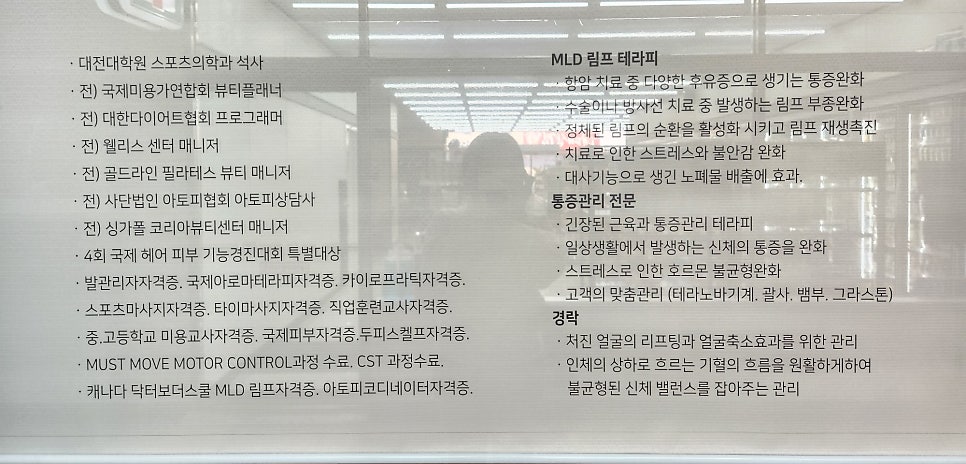 · 대전대학원 스포츠의학과 석사
· 전) 국제미용가연합회 뷰티플래너
· 전) 대한다이어트협회 프로그래머
· 전) 웰리스 센터 매니저
· 전) 골드라인 필라테스 뷰티 매니저
· 전) 사단법인 아토피협회 아토피상담사
· 전) 싱가폴 코리아뷰티센터 매니저
· 4회 국제 헤어 피부 기능경진대회 특별대상
· 발관리자자격증. 국제아로마테라피자격증. 카이로프라틱자격증.
· 스포츠마사지자격증. 타이마사지자격증. 직업훈련교사자격증.
· 중.고등학교 미용교사자격증. 국제피부자격증.두피스켈프자격증.
· MUST MOVE MOTOR CONTROL과정 수료. CST 과정수료.
· 캐나다 닥터보더스쿨 MLD 림프자격증. 아토피코디네이터자격증.
MLD 림프 테라피
· 항암 치료 중 다양한 후유증으로 생기는 통증완화
· 수술이나 방사선 치료 중 발생하는 림프 부종완화
· 정체된 림프의 순환을 활성화 시키고 림프 재생촉진
· 치료로 인한 스트레스와 불안감 완화
· 대사기능으로 생긴 노폐물 배출에 효과.
통증관리 전문
· 긴장된 근육과 통증관리 테라피
· 일상생활에서 발생하는 신체의 통증을 완화
· 스트레스로 인한 호르몬 불균형완화
· 고객의 맞춤관리 (테라노바기계. 괄사. 뱀부. 그라스톤)
경락
· 처진 얼굴의 리프팅과 얼굴축소효과를 위한 관리
· 인체의 상하로 흐르는 기혈의 흐름을 원활하게하여
불균형된 신체 밸런스를 잡아주는 관리